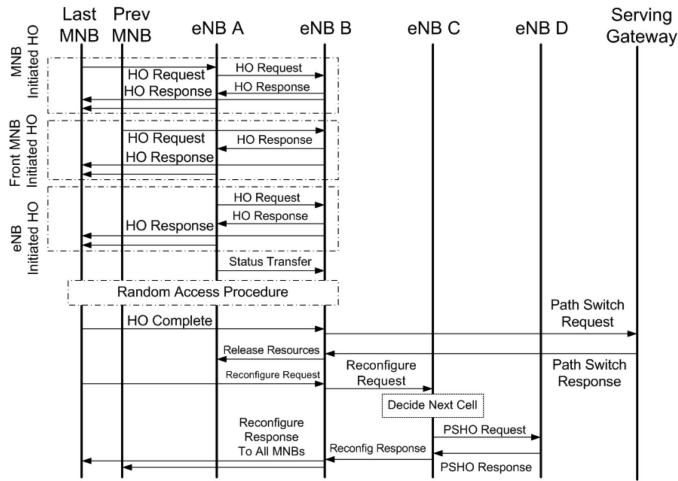 Last
MNB
Prev
MNB
eNB A
eNB B
eNB C
eNB D
Serving
Gateway
MNB
Initiated HO
HO Request
HO Request
HO Response
HO Response
Front MNB
Initiated HO
HO Request
HO Response
HO Response
eNB
Initiated HO
HO Request
HO Response
HO Response
Status Transfer
Random Access Procedure
HO Complete
Path Switch
Request
Release Resources
Path Switch
Response
Reconfigure Request
Reconfigure
Request
Decide Next Cell
Reconfigure
Response
To All MNBs
PSHO Request
Reconfig Response
PSHO Response